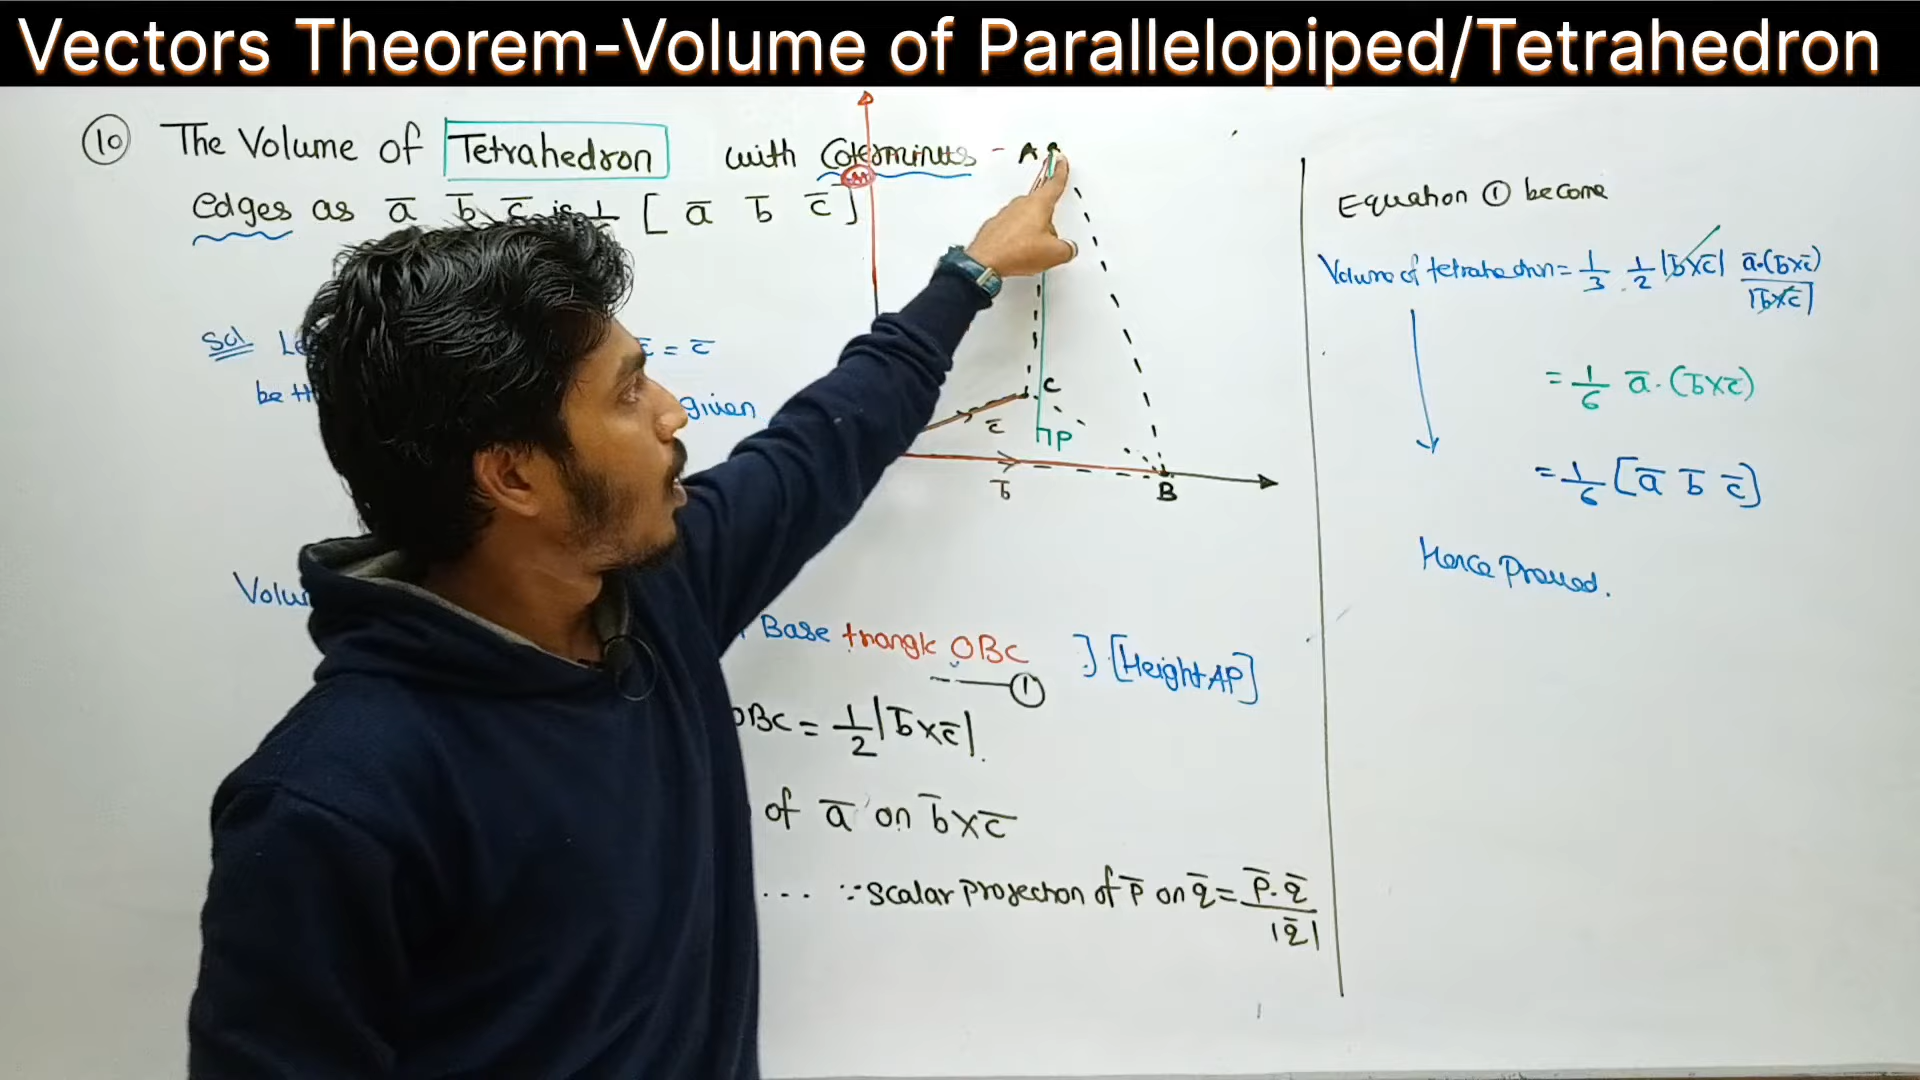 Vectors Theorem-Volume of Parallelopiped/Tetrahedron
10 The Volume of Tetrahedron with Coterminus
edges as a̅ b̅ c̅ is 1/6 [ a̅ b̅ c̅ ]
Sol
c̅ = c̅
be
given
A
C
c̅
P
b̅
B
Base triangle OBC ] [Height AP]
1
OBC = 1/2 |b̅ x c̅|.
of a̅ on b̅ x c̅
.... ∵ scalar projection of p̅ on q̅ = p̅.q̅ / |q̅|
Equation 1 become
Volume of tetrahedron = 1/3 . 1/2 |b̅ x c̅| a̅.(b̅ x c̅) / |b̅ x c̅|
= 1/6 a̅.(b̅ x c̅)
= 1/6 [a̅ b̅ c̅]
Hence Proved.